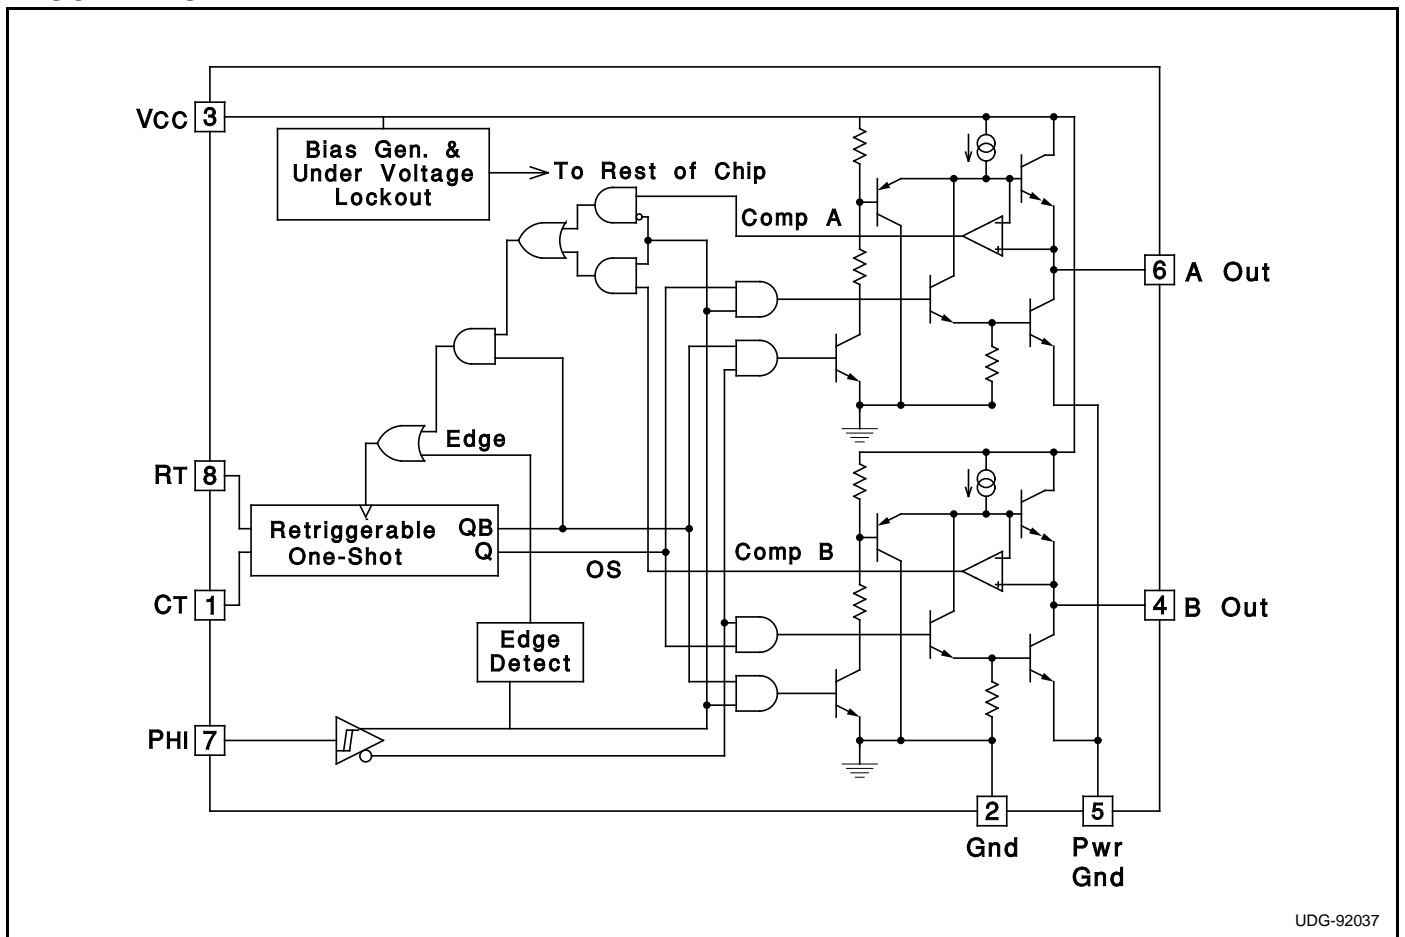 VCC
3
Bias Gen. &
Under Voltage
Lockout
To Rest of Chip
Comp A
6
A Out
Edge
RT
8
Retriggerable
One-Shot
QB
Q
OS
Comp B
CT
1
4
B Out
Edge
Detect
PHI
7
+
+
2
5
Gnd
Pwr
Gnd
UDG-92037